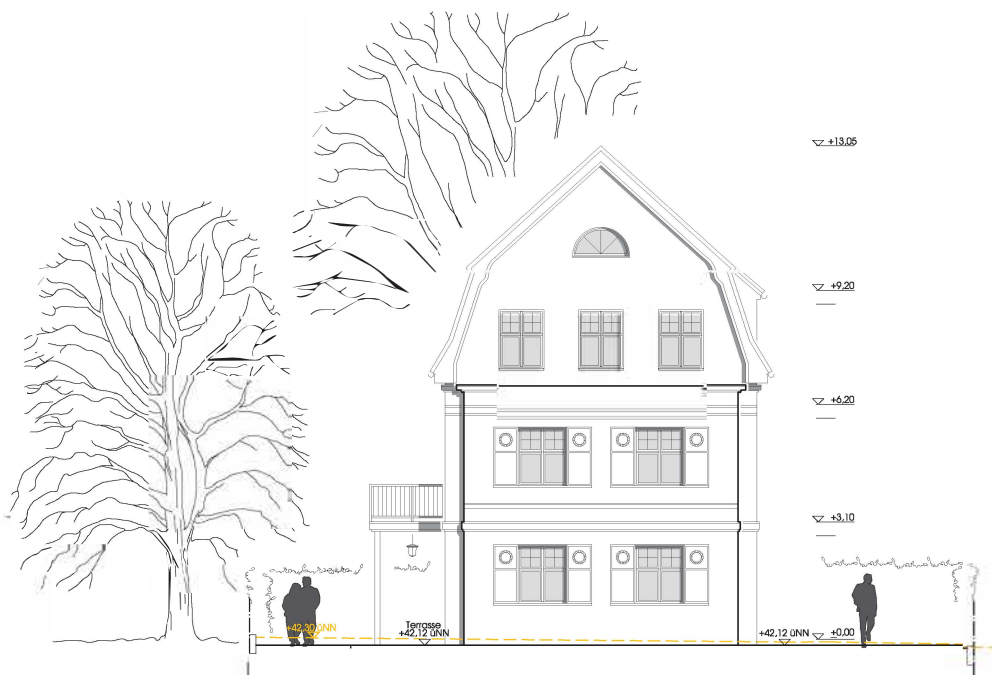 +13,05
+9,20
+6,20
+3,10
+42,30 üNN
Terrasse
+42,12 üNN
+42,12 üNN
+0,00